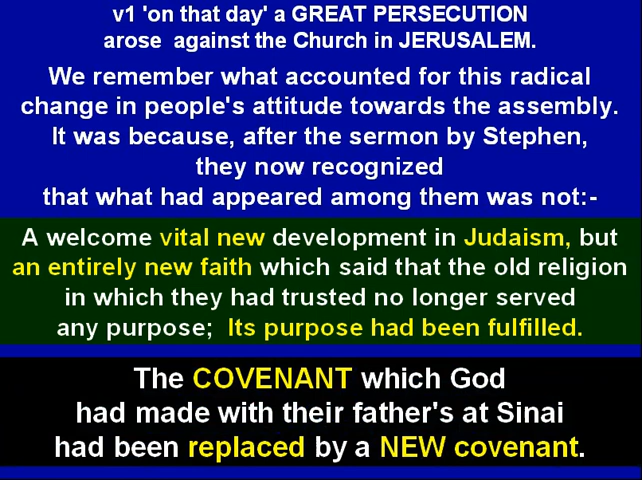 v1 'on that day' a GREAT PERSECUTION
arose against the Church in JERUSALEM.
We remember what accounted for this radical
change in people's attitude towards the assembly.
It was because, after the sermon by Stephen,
they now recognized
that what had appeared among them was not:-
A welcome vital new development in Judaism, but
an entirely new faith which said that the old religion
in which they had trusted no longer served
any purpose; Its purpose had been fulfilled.
The COVENANT which God
had made with their father's at Sinai
had been replaced by a NEW covenant.